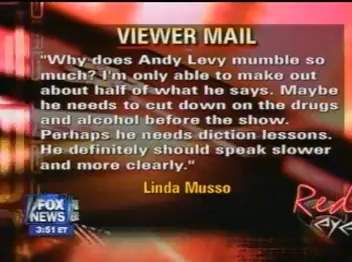 VIEWER MAIL
"Why does Andy Levy mumble so
much? I'm only able to make out
about half of what he says. Maybe
he needs to cut down on the drugs
and alcohol before the show.
Perhaps he needs diction lessons.
He definitely should speak slower
and more clearly."
Linda Musso
FOX
NEWS
3:51 ET
Red
eye